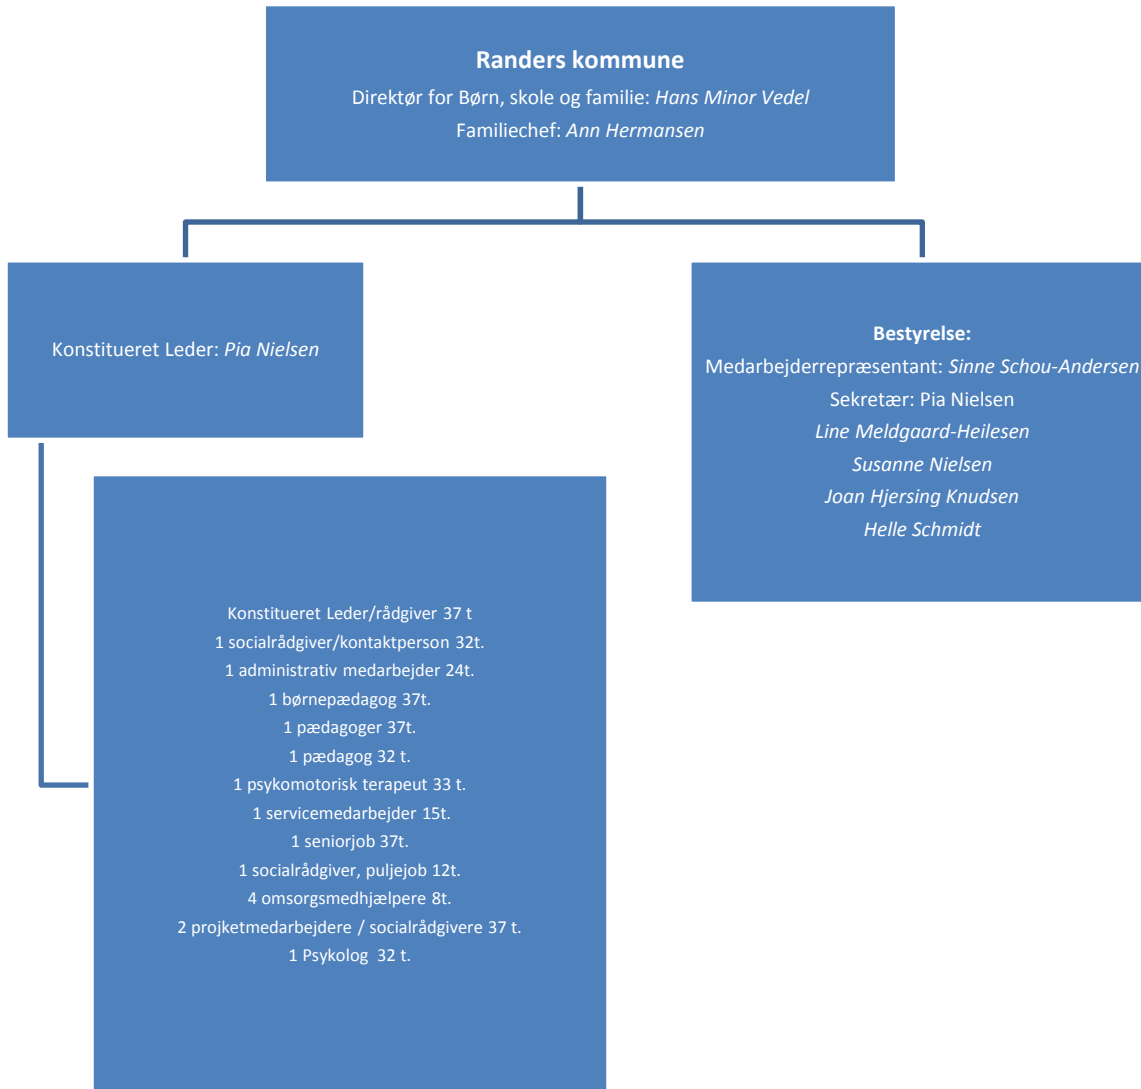 Randers kommune
Direktør for Børn, skole og familie: Hans Minor Vedel
Familiechef: Ann Hermansen
Konstitueret Leder: Pia Nielsen
Bestyrelse:
Medarbejderrepræsentant: Sinne Schou-Andersen
Sekretær: Pia Nielsen
Line Meldgaard-Heilesen
Susanne Nielsen
Joan Hjersing Knudsen
Helle Schmidt
Konstitueret Leder/rådgiver 37 t
1 socialrådgiver/kontaktperson 32t.
1 administrativ medarbejder 24t.
1 børnepædagog 37t.
1 pædagoger 37t.
1 pædagog 32 t.
1 psykomotorisk terapeut 33 t.
1 servicemedarbejder 15t.
1 seniorjob 37t.
1 socialrådgiver, puljejob 12t.
4 omsorgsmedhjælpere 8t.
2 projketmedarbejdere / socialrådgivere 37 t.
1 Psykolog 32 t.